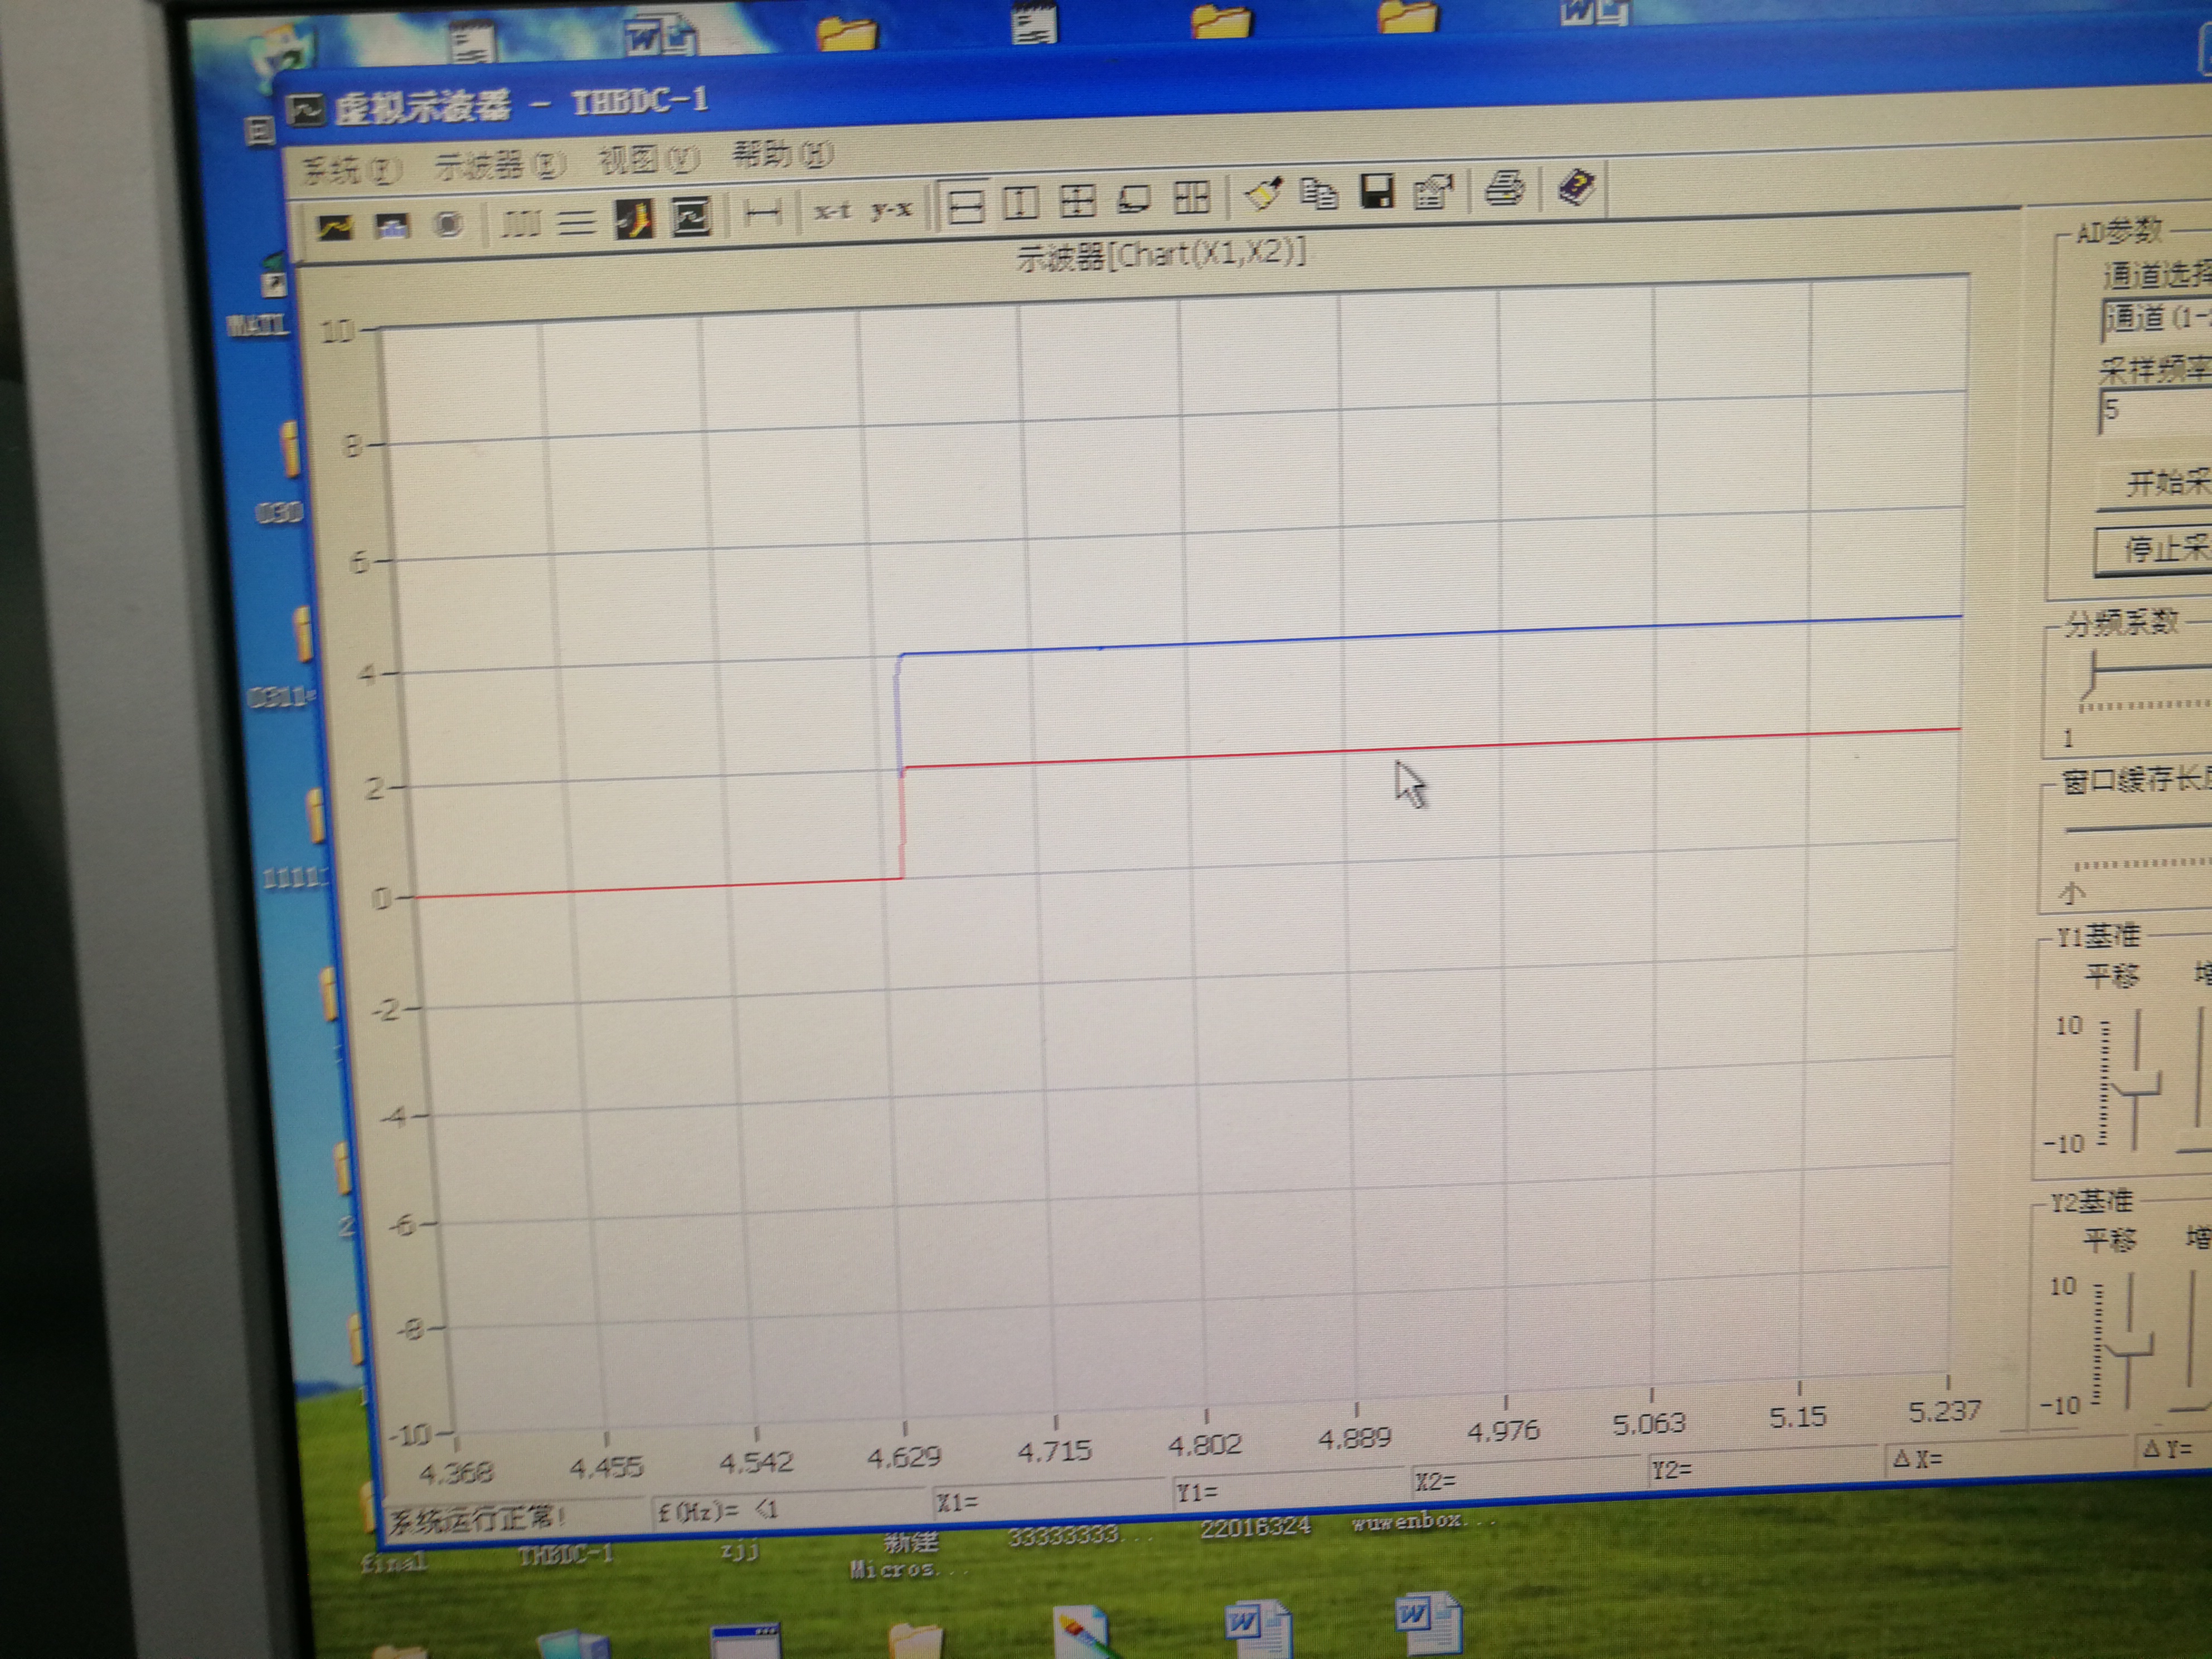 虚拟示波器 - THBDC-1
系统(F) 示波器(E) 视图(V) 帮助(H)
x-t y-x
示波器[Chart(X1,X2)]
10
8
6
4
2
0
-2
-4
-6
-8
-10
4.368 4.455 4.542 4.629 4.715 4.802 4.889 4.976 5.063 5.15 5.237
系统运行正常! f(Hz)= <1 X1= Y1= X2= Y2= ΔX= ΔY=
AD参数
通道选择
通道(1-
采样频率
5
开始采
停止采
分频系数
1
窗口缓存长度
小
Y1基准
平移 增
10
-10
Y2基准
平移 增
10
-10
回
MATL
030
0311
1111
2
final THBDC-1 zjj 新建 33333333... 22016324 wuwenbox...
Micros...